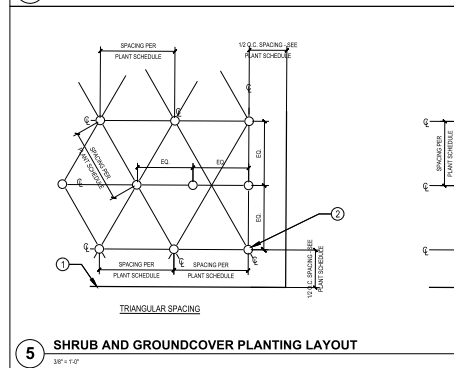 SPACING PER
PLANT SCHEDULE
1/2 O.C. SPACING - SEE
PLANT SCHEDULE
℄
℄
℄
℄
SPACING PER
PLANT SCHEDULE
EQ.
EQ.
EQ.
EQ.
℄
℄
℄
℄
SPACING PER
PLANT SCHEDULE
SPACING PER
PLANT SCHEDULE
℄
℄
1/2 O.C. SPACING - SEE
PLANT SCHEDULE
1
2
TRIANGULAR SPACING
℄
SPACING PER
PLANT SCHEDULE
℄
℄
5
SHRUB AND GROUNDCOVER PLANTING LAYOUT
3/8" = 1'-0"